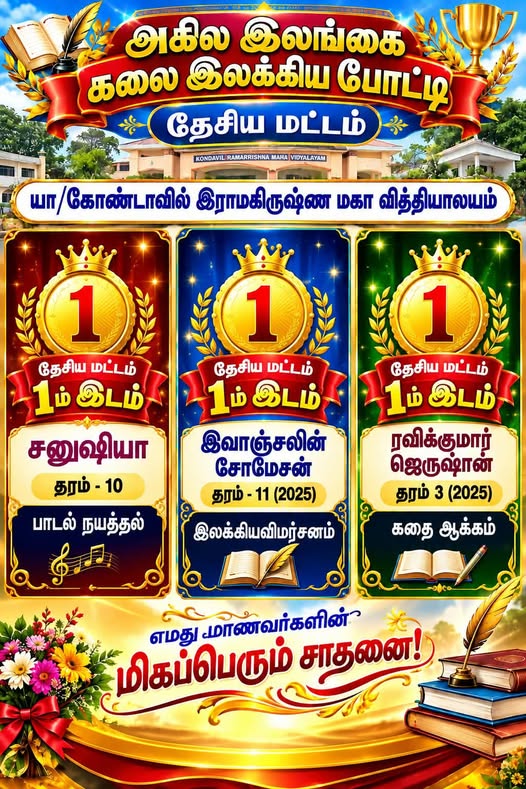 அகில இலங்கை
கலை இலக்கிய போட்டி
தேசிய மட்டம்
KONDAVIL RAMARRISHNA MAHA VIDYALAYAM
யா/கோண்டாவில் இராமகிருஷ்ண மகா வித்தியாலயம்
1
தேசிய மட்டம்
1ம் இடம்
சனுஷியா
தரம் - 10
பாடல் நயத்தல்
1
தேசிய மட்டம்
1ம் இடம்
இவாஞ்சலின்
சோமேசன்
தரம் - 11 (2025)
இலக்கியவிமர்சனம்
1
தேசிய மட்டம்
1ம் இடம்
ரவிக்குமார்
ஜெருஷான்
தரம் 3 (2025)
கதை ஆக்கம்
எமது மாணவர்களின்
மிகப்பெரும் சாதனை!